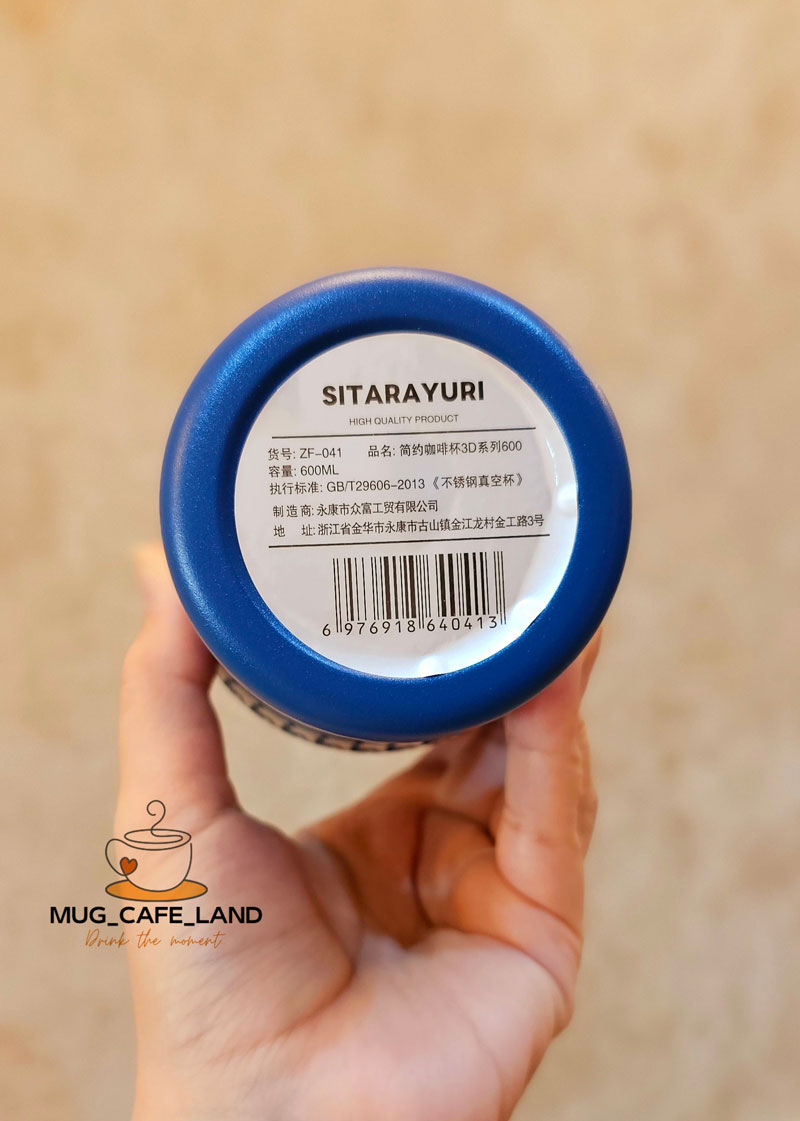 SITARAYURI
HIGH QUALITY PRODUCT
货号: ZF-041 品名: 简约咖啡杯3D系列600
容量: 600ML
执行标准: GB/T29606-2013《不锈钢真空杯》
制造商: 永康市众富工贸有限公司
地 址: 浙江省金华市永康市古山镇金江龙村金工路3号
6 976918 640413
MUG_CAFE_LAND
Drink the moment